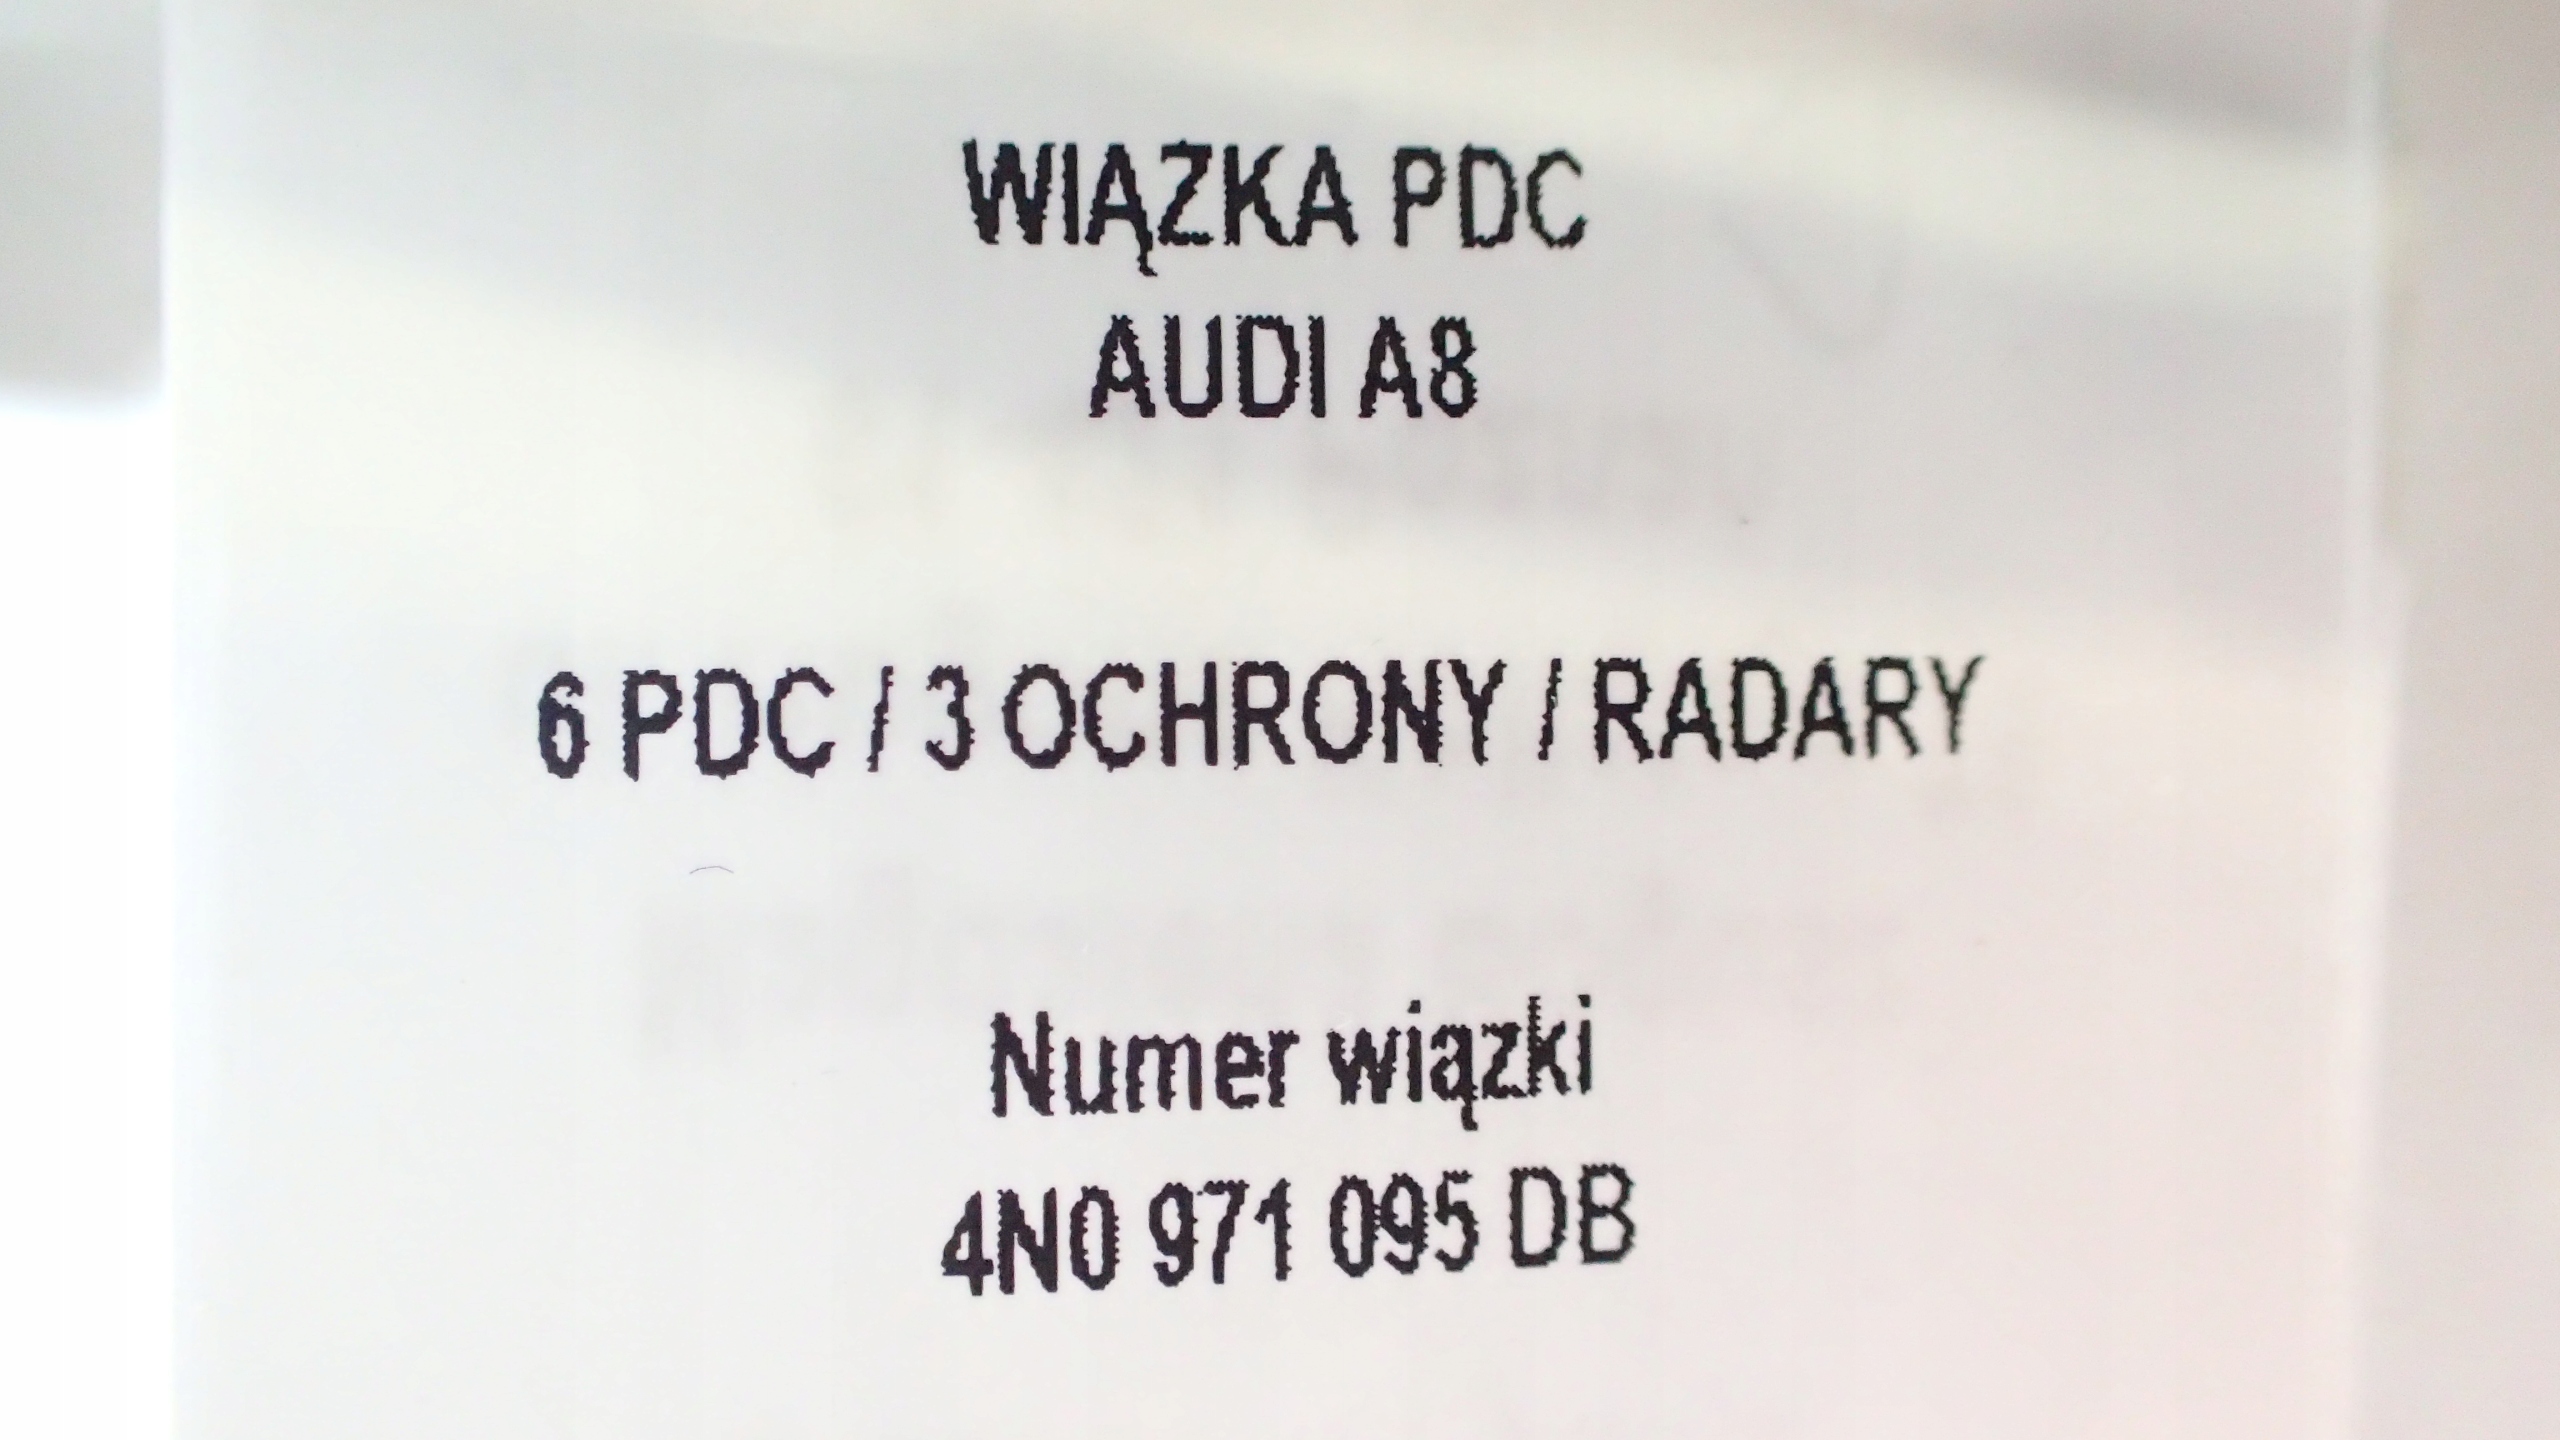 WIĄZKA PDC
AUDI A8
6 PDC / 3 OCHRONY / RADARY
Numer wiązki
4N0 971 095 DB